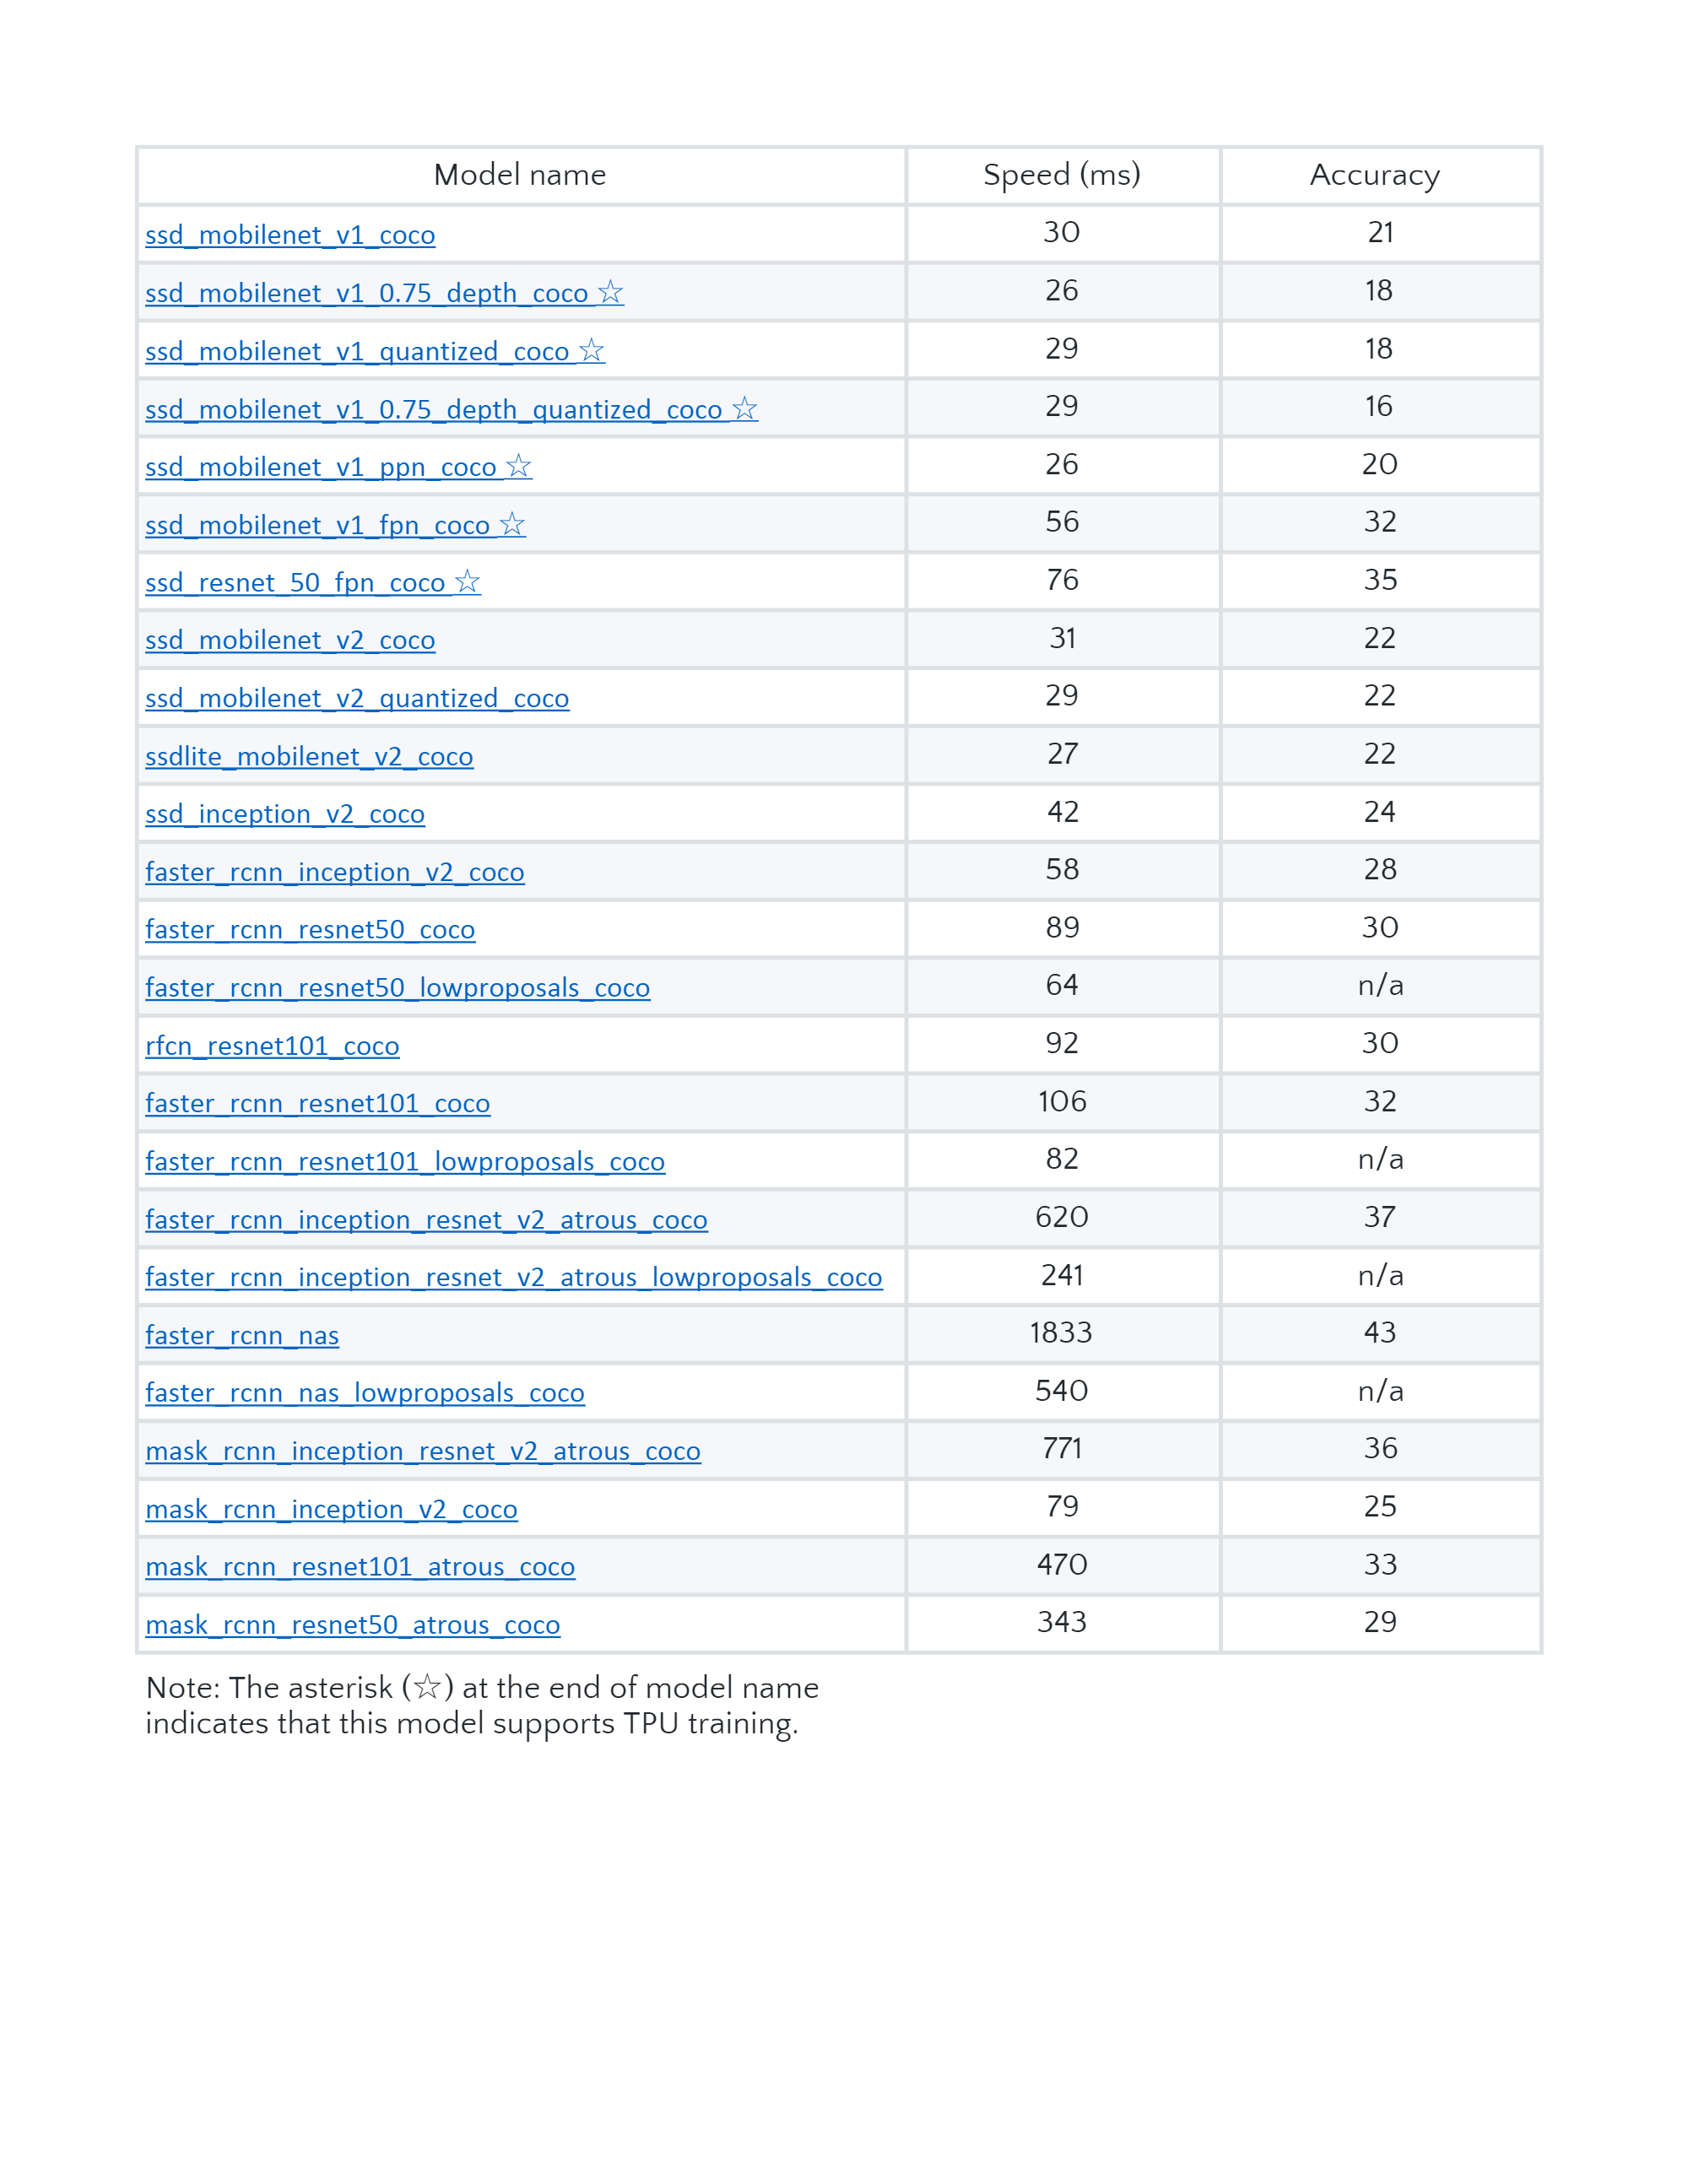 Model name Speed (ms) Accuracy
ssd_mobilenet_v1_coco 30 21
ssd_mobilenet_v1_0.75_depth_coco ☆ 26 18
ssd_mobilenet_v1_quantized_coco ☆ 29 18
ssd_mobilenet_v1_0.75_depth_quantized_coco ☆ 29 16
ssd_mobilenet_v1_ppn_coco ☆ 26 20
ssd_mobilenet_v1_fpn_coco ☆ 56 32
ssd_resnet_50_fpn_coco ☆ 76 35
ssd_mobilenet_v2_coco 31 22
ssd_mobilenet_v2_quantized_coco 29 22
ssdlite_mobilenet_v2_coco 27 22
ssd_inception_v2_coco 42 24
faster_rcnn_inception_v2_coco 58 28
faster_rcnn_resnet50_coco 89 30
faster_rcnn_resnet50_lowproposals_coco 64 n/a
rfcn_resnet101_coco 92 30
faster_rcnn_resnet101_coco 106 32
faster_rcnn_resnet101_lowproposals_coco 82 n/a
faster_rcnn_inception_resnet_v2_atrous_coco 620 37
faster_rcnn_inception_resnet_v2_atrous_lowproposals_coco 241 n/a
faster_rcnn_nas 1833 43
faster_rcnn_nas_lowproposals_coco 540 n/a
mask_rcnn_inception_resnet_v2_atrous_coco 771 36
mask_rcnn_inception_v2_coco 79 25
mask_rcnn_resnet101_atrous_coco 470 33
mask_rcnn_resnet50_atrous_coco 343 29
Note: The asterisk (☆) at the end of model name
indicates that this model supports TPU training.